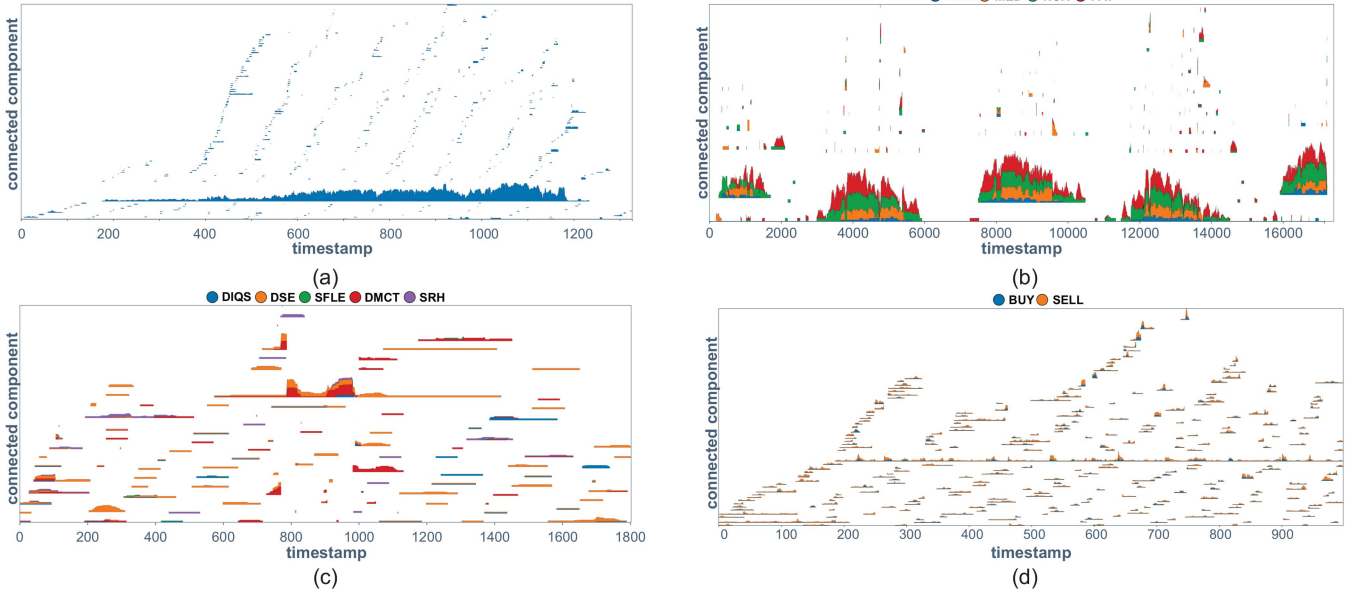 connected component
0 200 400 600 800 1000 1200
timestamp
(a)
connected component
0 2000 4000 6000 8000 10000 12000 14000 16000
timestamp
(b)
DIQS DSE SFLE DMCT SRH
connected component
0 200 400 600 800 1000 1200 1400 1600 1800
timestamp
(c)
BUY SELL
connected component
0 100 200 300 400 500 600 700 800 900
timestamp
(d)